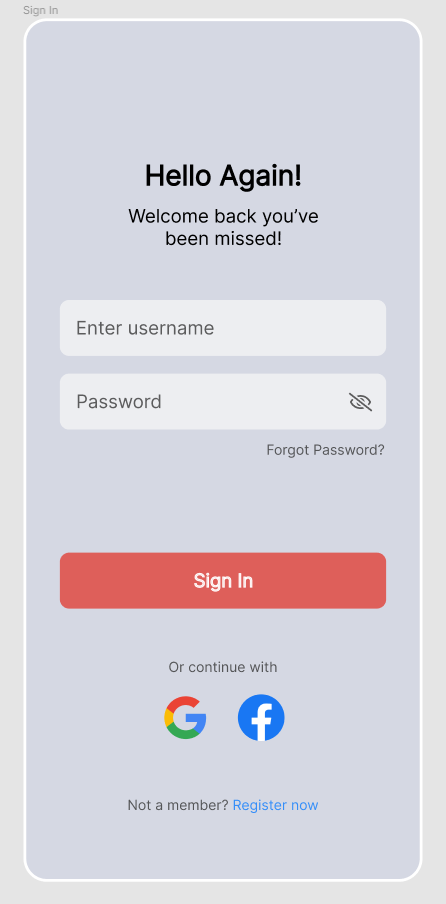 Sign In
Hello Again!
Welcome back you’ve
been missed!
Enter username
Password
Forgot Password?
Sign In
Or continue with
Not a member? Register now